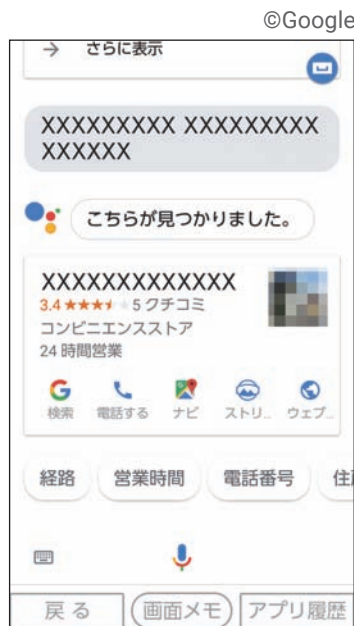 ©Google
さらに表示
XXXXXXXXX XXXXXXXXX
XXXXXX
こちらが見つかりました。
XXXXXXXXXXXXX
3.4 5 クチコミ
コンビニエンスストア
24 時間営業
検索 電話する ナビ ストリ... ウェブ...
経路 営業時間 電話番号 住
戻る 画面メモ アプリ履歴